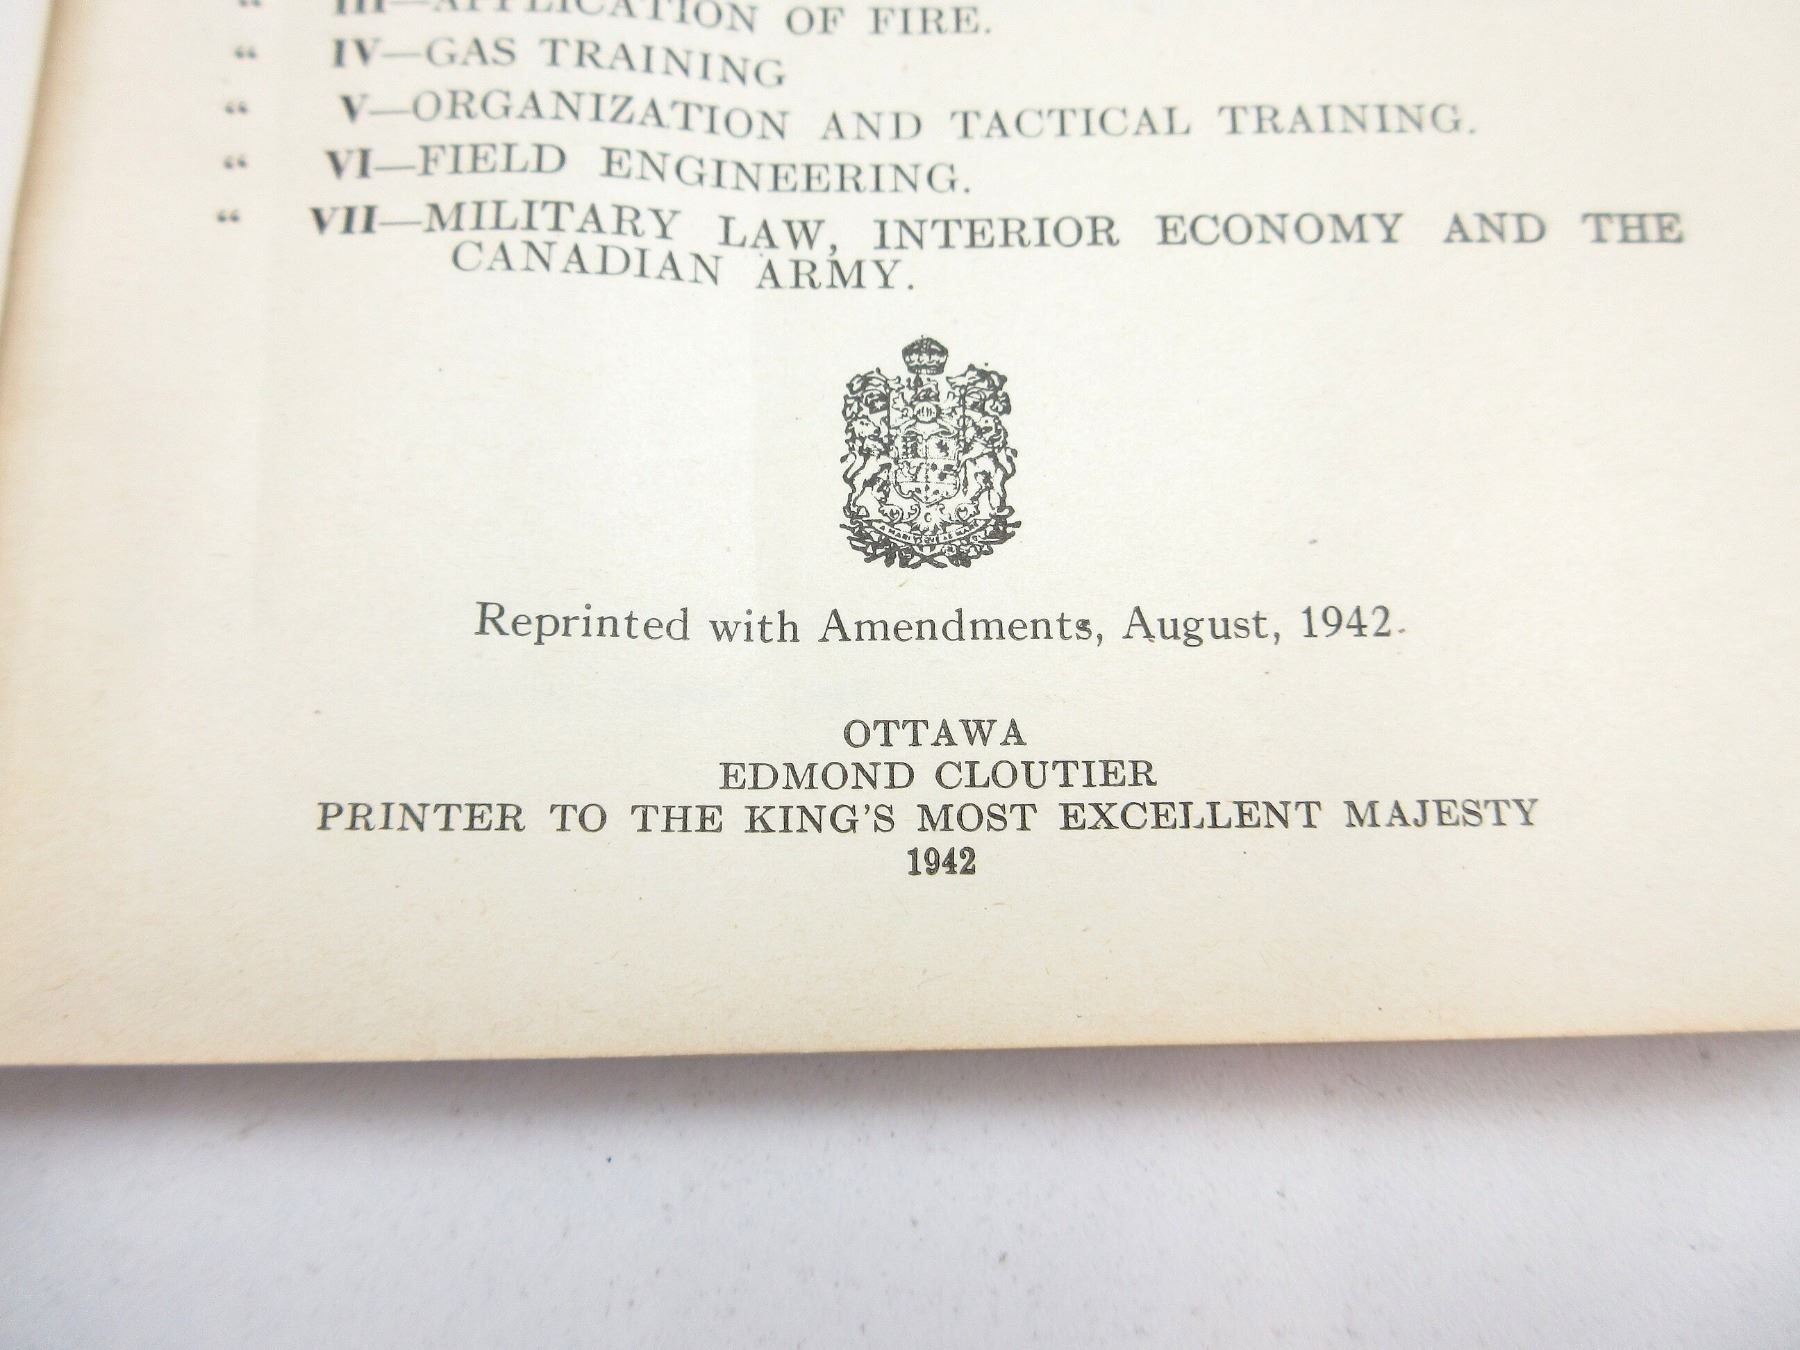 “ III—APPLICATION OF FIRE.
“ IV—GAS TRAINING
“ V—ORGANIZATION AND TACTICAL TRAINING.
“ VI—FIELD ENGINEERING.
“ VII—MILITARY LAW, INTERIOR ECONOMY AND THE
CANADIAN ARMY.
Reprinted with Amendments, August, 1942.
OTTAWA
EDMOND CLOUTIER
PRINTER TO THE KING'S MOST EXCELLENT MAJESTY
1942